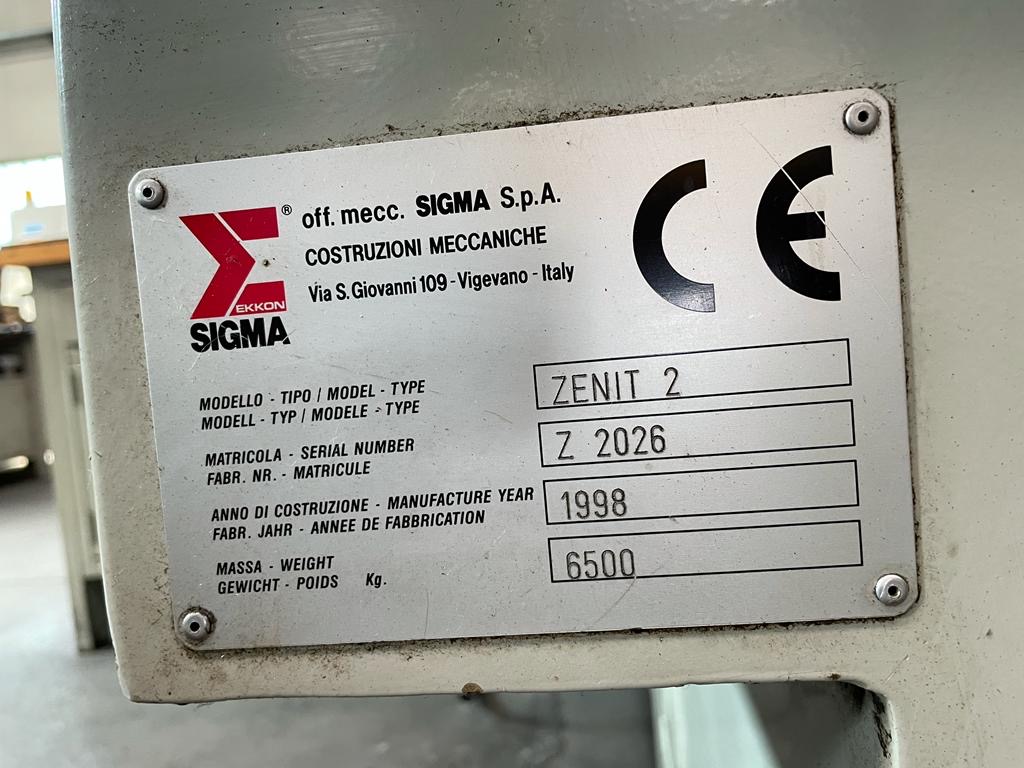 EKKON
SIGMA
®
off. mecc. SIGMA S.p.A.
COSTRUZIONI MECCANICHE
Via S. Giovanni 109 - Vigevano - Italy
CE
MODELLO - TIPO / MODEL - TYPE
MODELL - TYP / MODELE - TYPE
ZENIT 2
MATRICOLA - SERIAL NUMBER
FABR. NR. - MATRICULE
Z 2026
ANNO DI COSTRUZIONE - MANUFACTURE YEAR
FABR. JAHR - ANNEE DE FABBRICATION
1998
MASSA - WEIGHT
GEWICHT - POIDS Kg.
6500